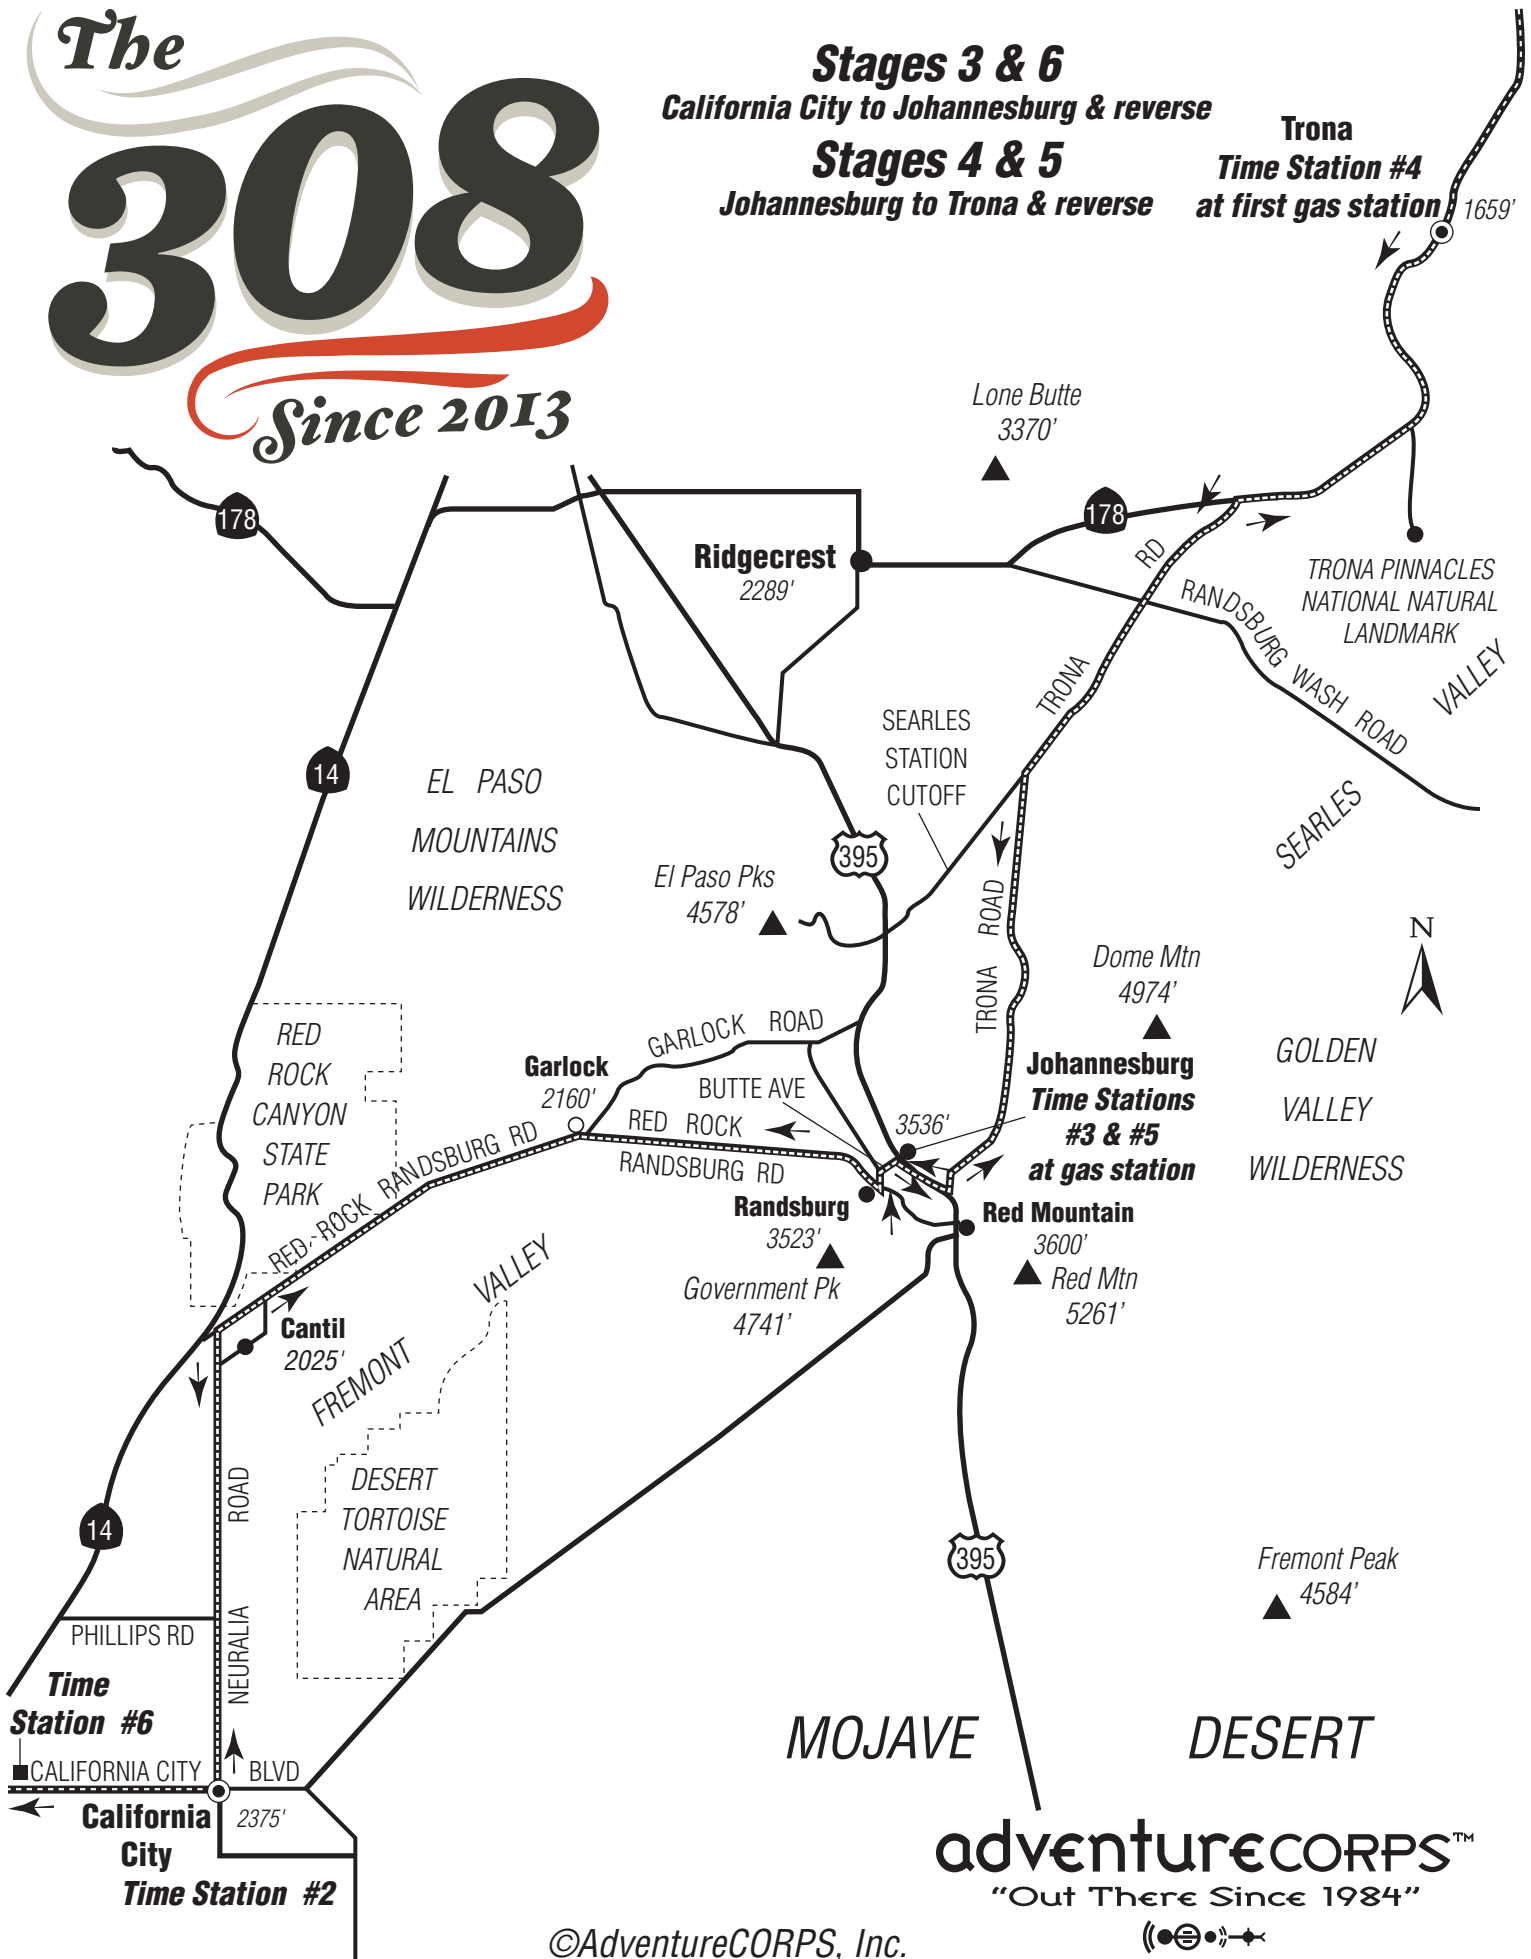 The
308
Since 2013
Stages 3 & 6
California City to Johannesburg & reverse
Stages 4 & 5
Johannesburg to Trona & reverse
Trona
Time Station #4
at first gas station
1659'
Lone Butte
3370'
178
178
Ridgecrest
2289'
RD
TRONA
RANDSBURG WASH ROAD
TRONA PINNACLES
NATIONAL NATURAL
LANDMARK
SEARLES
VALLEY
SEARLES
STATION
CUTOFF
14
EL PASO
MOUNTAINS
WILDERNESS
395
El Paso Pks
4578'
TRONA ROAD
N
Dome Mtn
4974'
RED
ROCK
CANYON
STATE
PARK
GARLOCK ROAD
Garlock
2160'
BUTTE AVE
3536'
Johannesburg
Time Stations
#3 & #5
at gas station
GOLDEN
VALLEY
WILDERNESS
RED ROCK
RANDSBURG RD
RED ROCK RANDSBURG RD
Randsburg
3523'
Red Mountain
3600'
Government Pk
4741'
Red Mtn
5261'
Cantil
2025'
FREMONT VALLEY
DESERT
TORTOISE
NATURAL
AREA
14
NEURALIA ROAD
395
Fremont Peak
4584'
PHILLIPS RD
Time
Station #6
CALIFORNIA CITY BLVD
California
City
2375'
Time Station #2
MOJAVE DESERT
adventureCORPS™
"Out There Since 1984"
©AdventureCORPS, Inc.